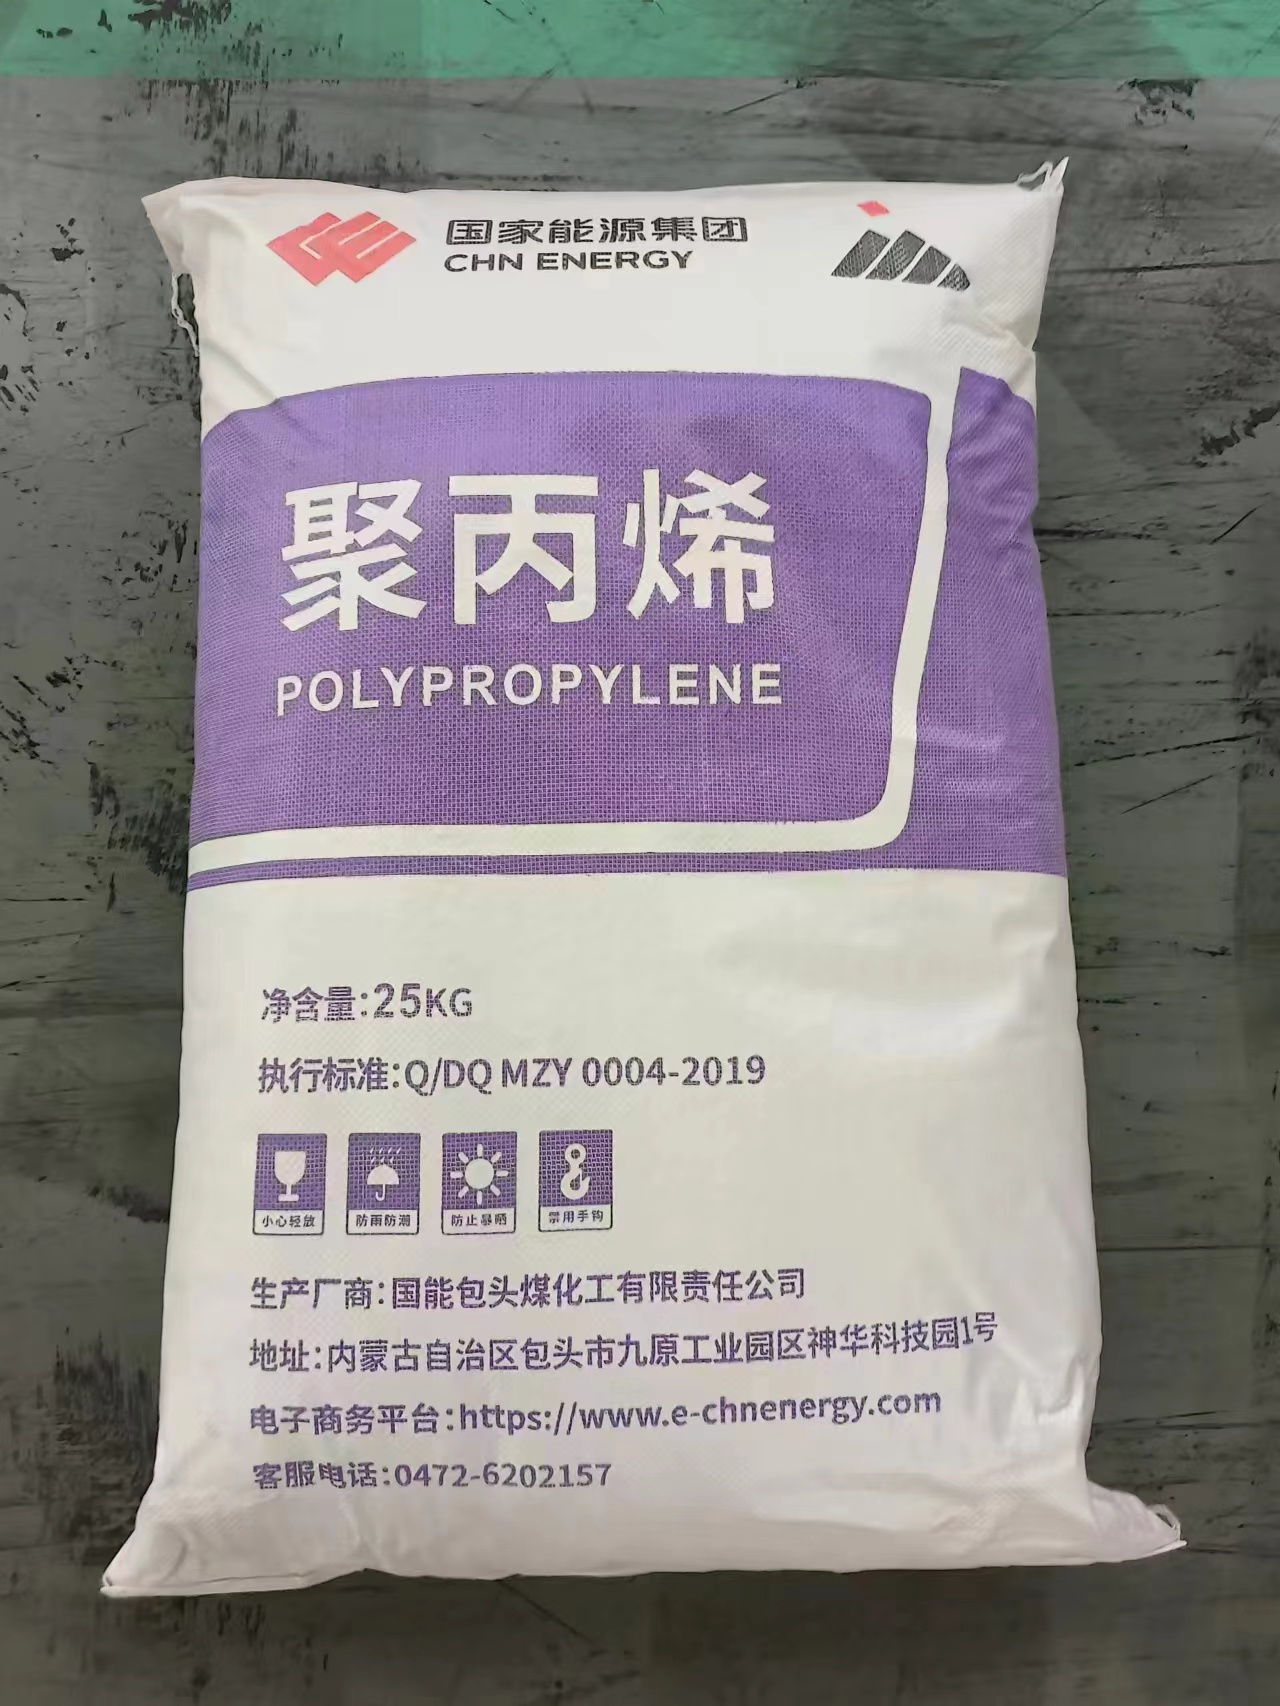 国家能源集团
CHN ENERGY
聚丙烯
POLYPROPYLENE
净含量:25KG
执行标准:Q/DQ MZY 0004-2019
小心轻放 防雨防潮 防止暴晒 禁用手钩
生产厂商:国能包头煤化工有限责任公司
地址:内蒙古自治区包头市九原工业园区神华科技园1号
电子商务平台:https://www.e-chnenergy.com
客服电话:0472-6202157